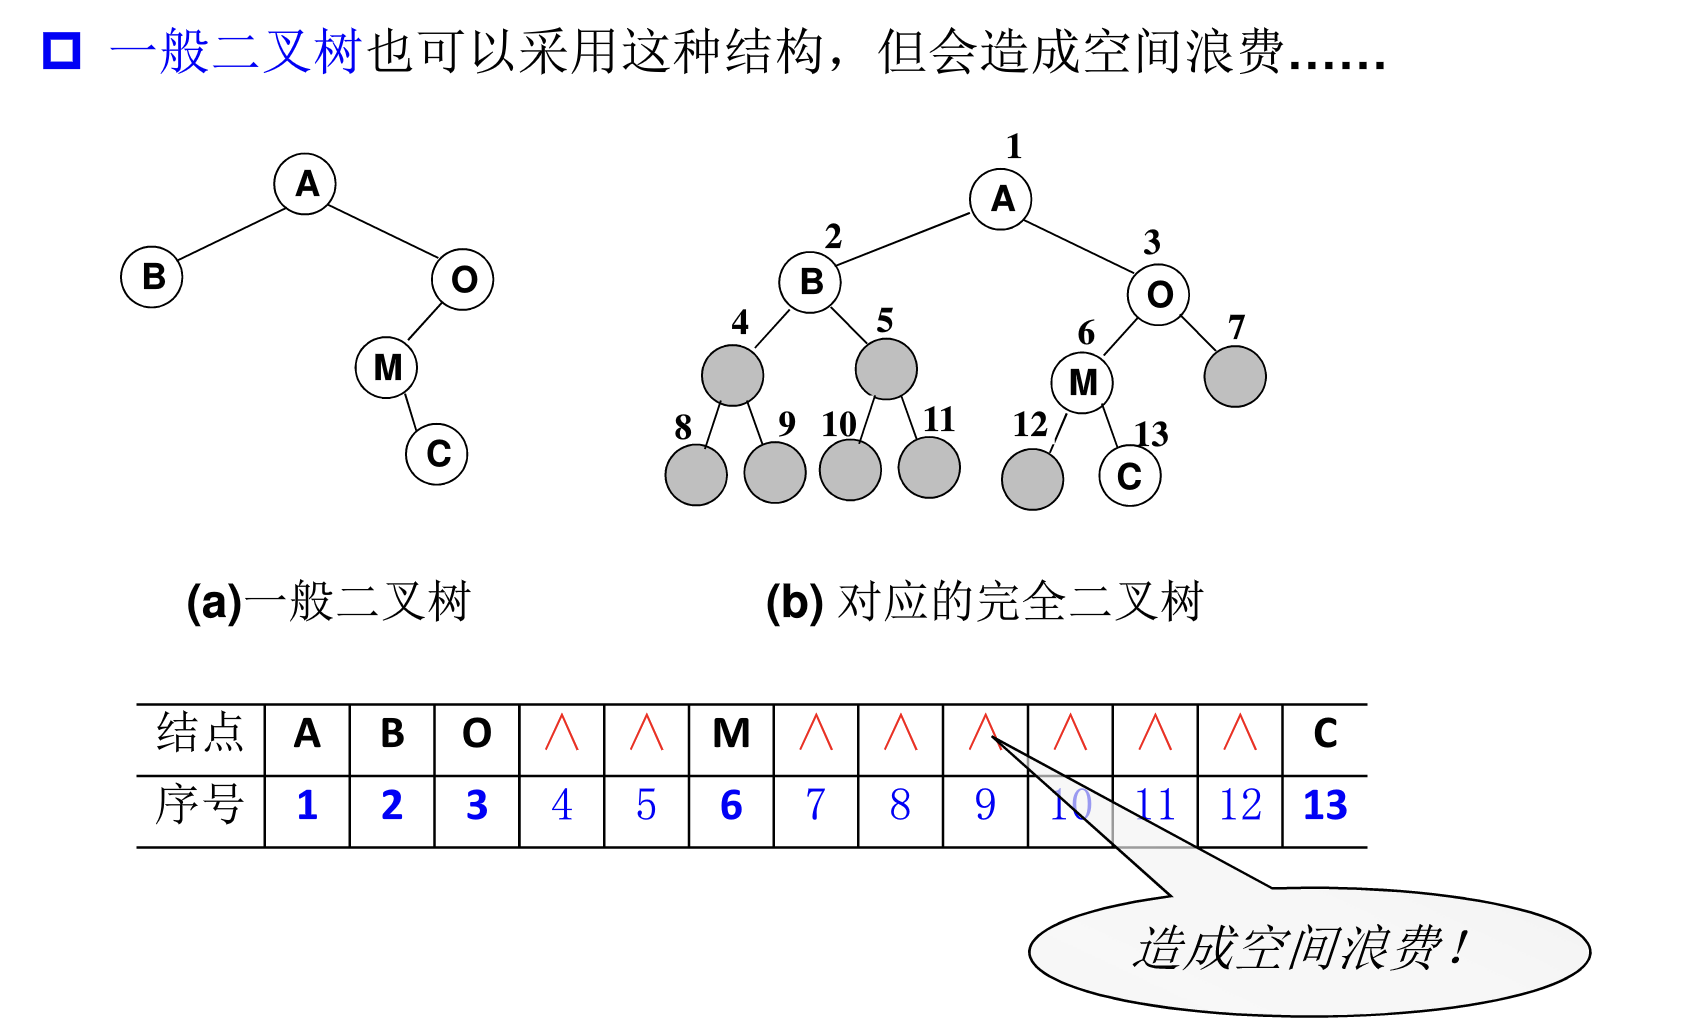 一般二叉树也可以采用这种结构，但会造成空间浪费……
1
A
A
2
3
B
O
B
O
4
5
6
7
M
M
8
9
10
11
12
13
C
C
(a)一般二叉树
(b) 对应的完全二叉树
结点 A B O ∧ ∧ M ∧ ∧ ∧ ∧ ∧ ∧ C
序号 1 2 3 4 5 6 7 8 9 10 11 12 13
造成空间浪费！